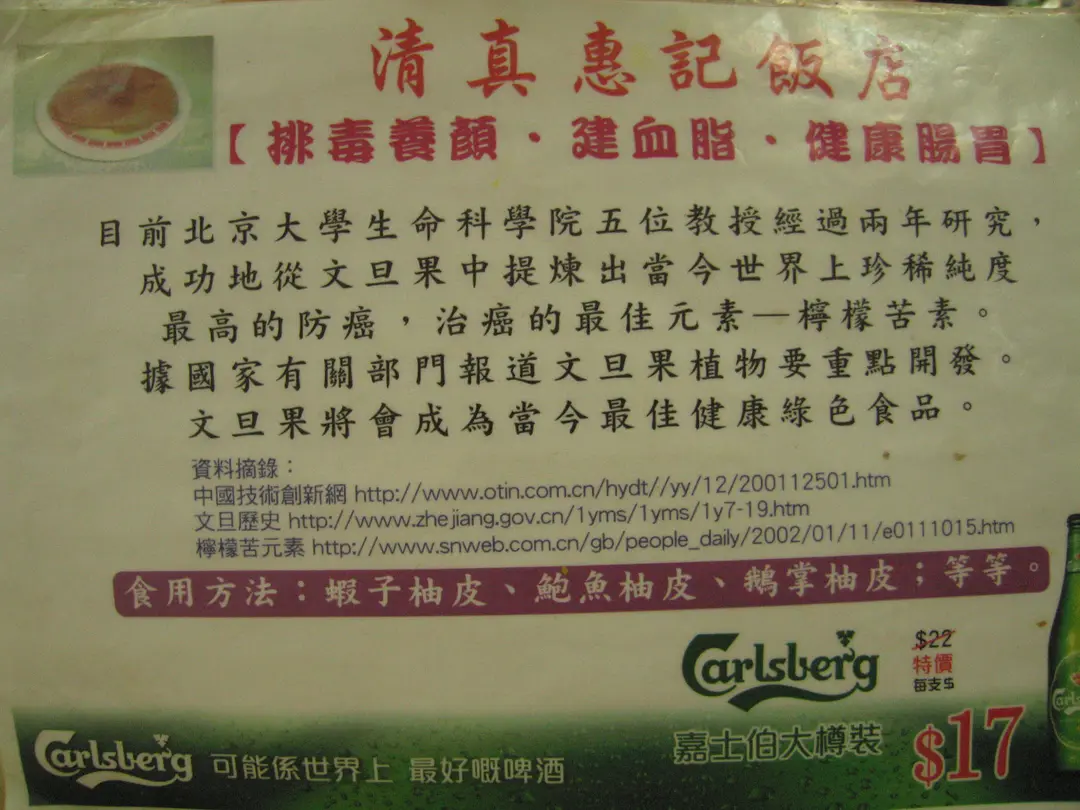 清真惠記飯店
【排毒養顏·建血脂·健康腸胃】
目前北京大學生命科學院五位教授經過兩年研究，
成功地從文旦果中提煉出當今世界上珍稀純度
最高的防癌，治癌的最佳元素—檸檬苦素。
據國家有關部門報道文旦果植物要重點開發。
文旦果將會成為當今最佳健康綠色食品。
資料摘錄：
中國技術創新網 http://www.otin.com.cn/hydt//yy/12/200112501.htm
文旦歷史 http://www.zhejiang.gov.cn/1yms/1yms/1y7-19.htm
檸檬苦元素 http://www.snweb.com.cn/gb/people_daily/2002/01/11/e0111015.htm
食用方法：蝦子柚皮、鮑魚柚皮、鵝掌柚皮；等等。
Carlsberg
$22
特價
每支$
Carlsberg 可能係世界上 最好嘅啤酒
嘉士伯大樽裝 $17